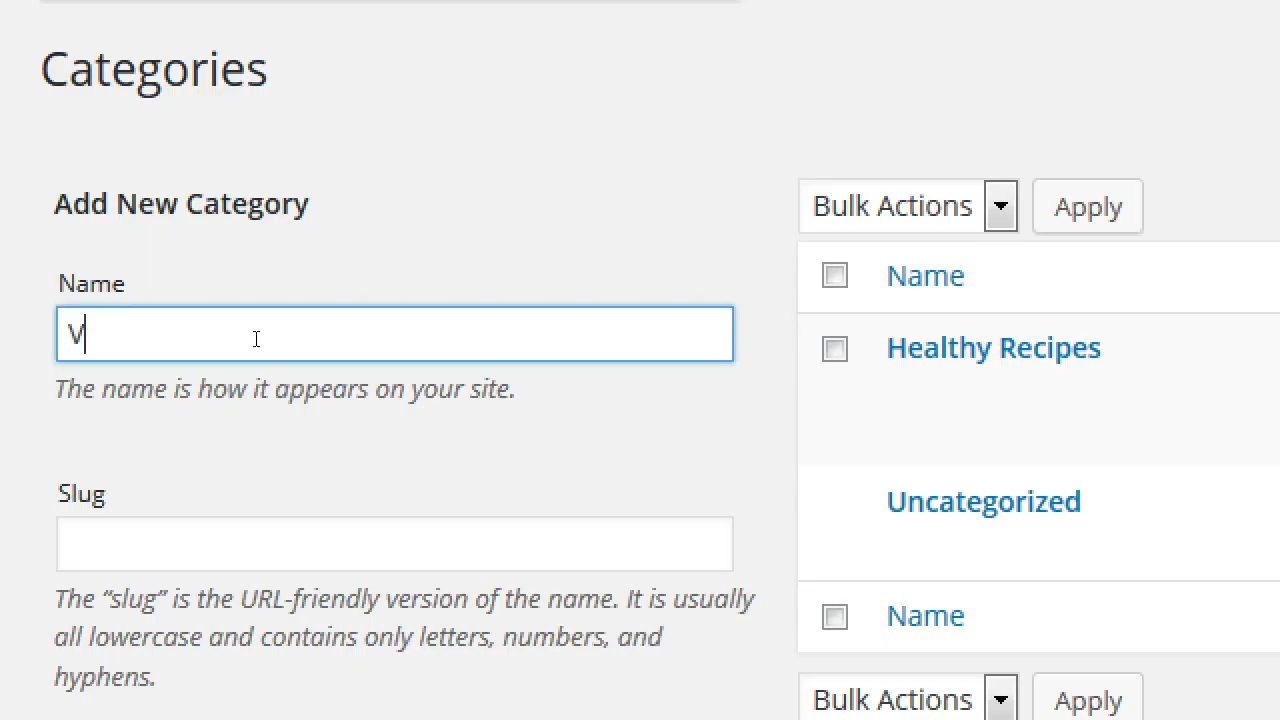 Categories
Add New Category
Name
V
The name is how it appears on your site.
Slug
The “slug” is the URL-friendly version of the name. It is usually
all lowercase and contains only letters, numbers, and
hyphens.
Bulk Actions Apply
Name
Healthy Recipes
Uncategorized
Name
Bulk Actions Apply